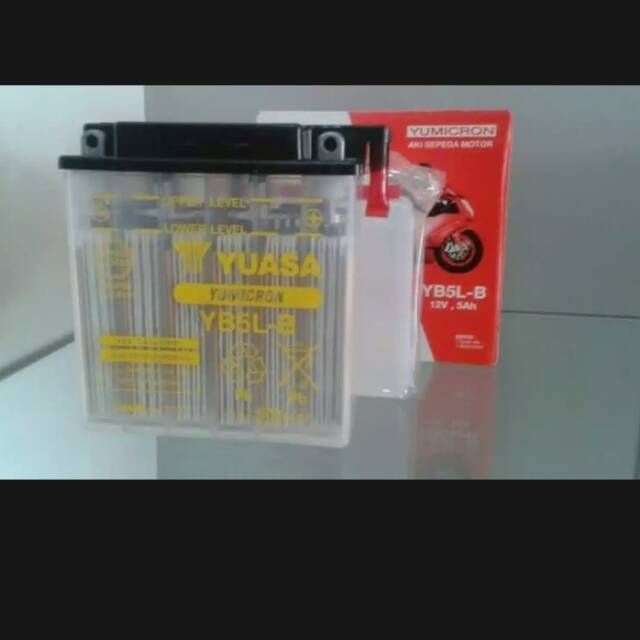 UPPER LEVEL
LOWER LEVEL
YUASA
YUMICRON
YB5L-B
YUMICRON
AKI SEPEDA MOTOR
YB5L-B
12V, 5Ah